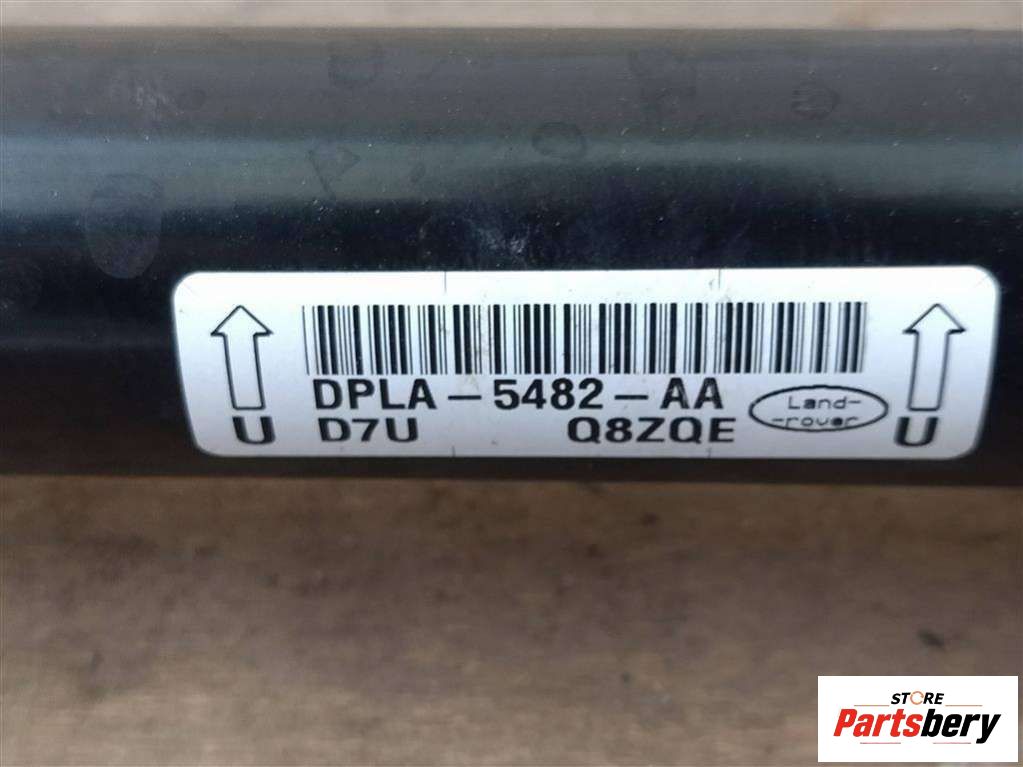 DPLA-5482-AA
U D7U Q8ZQE U
Land-
-rover
STORE
Partsbery